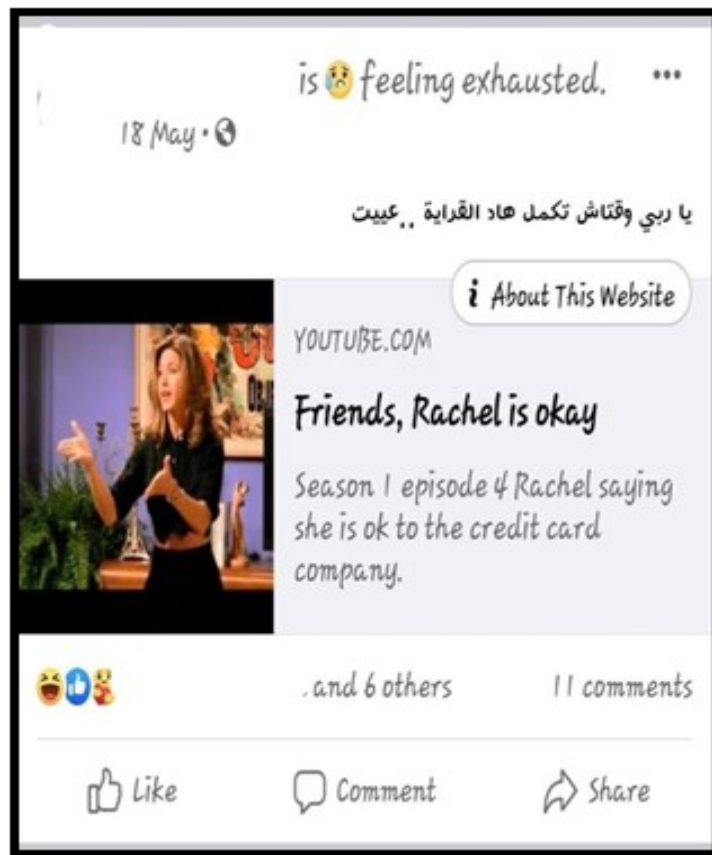 is 😢 feeling exhausted.
18 May
يا ربي وقتاش تكمل هاد القراية ..عييت
i About This Website
YOUTUBE.COM
Friends, Rachel is okay
Season 1 episode 4 Rachel saying
she is ok to the credit card
company.
. and 6 others 11 comments
Like Comment Share